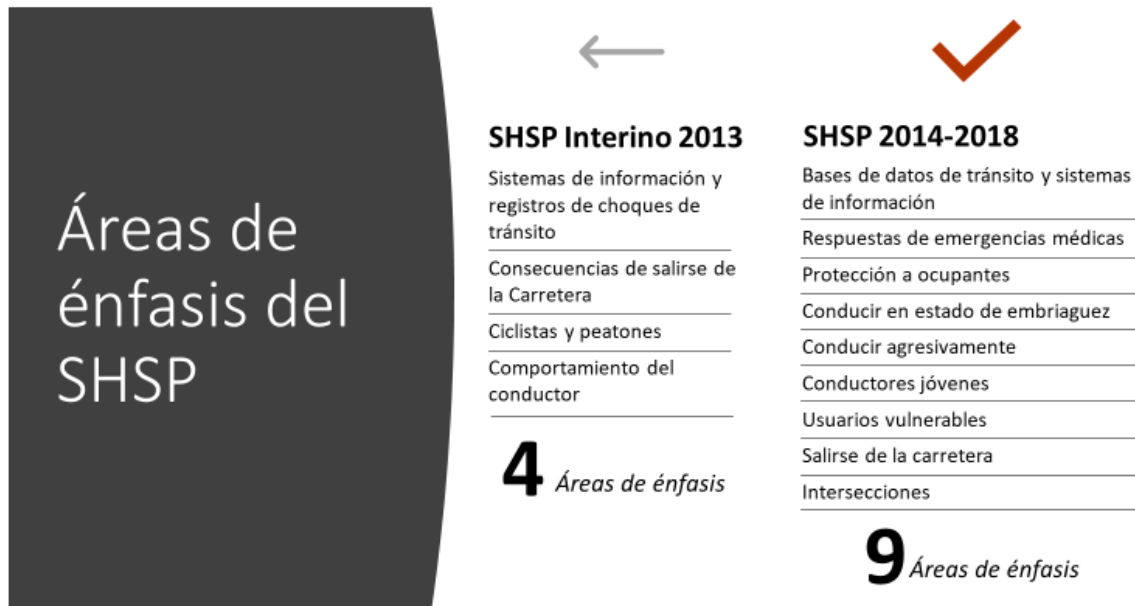 Áreas de
énfasis del
SHSP
SHSP Interino 2013
Sistemas de información y
registros de choques de
tránsito
Consecuencias de salirse de
la Carretera
Ciclistas y peatones
Comportamiento del
conductor
4 Áreas de énfasis
SHSP 2014-2018
Bases de datos de tránsito y sistemas
de información
Respuestas de emergencias médicas
Protección a ocupantes
Conducir en estado de embriaguez
Conducir agresivamente
Conductores jóvenes
Usuarios vulnerables
Salirse de la carretera
Intersecciones
9 Áreas de énfasis